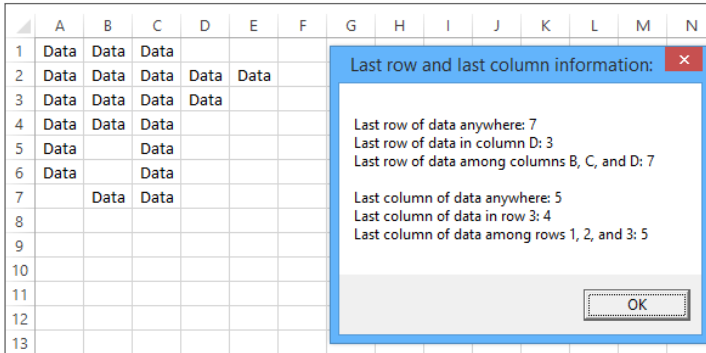 A B C D E F G H I J K L M N
1 Data Data Data
2 Data Data Data Data Data
3 Data Data Data Data
4 Data Data Data
5 Data Data
6 Data Data
7 Data Data
8
9
10
11
12
13
Last row and last column information:
Last row of data anywhere: 7
Last row of data in column D: 3
Last row of data among columns B, C, and D: 7
Last column of data anywhere: 5
Last column of data in row 3: 4
Last column of data among rows 1, 2, and 3: 5
OK